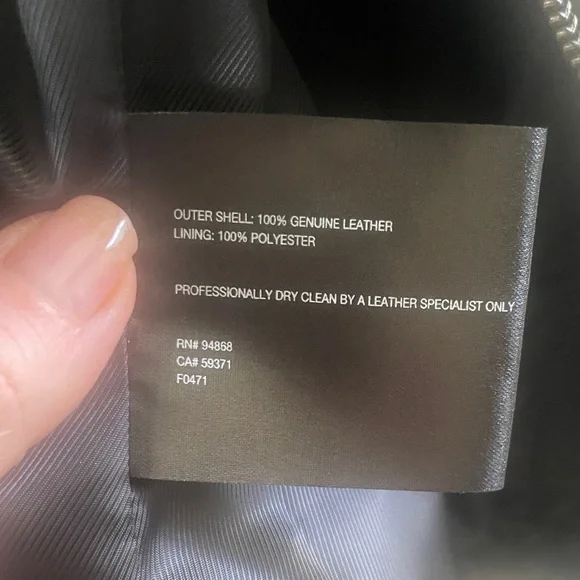 OUTER SHELL: 100% GENUINE LEATHER
LINING: 100% POLYESTER
PROFESSIONALLY DRY CLEAN BY A LEATHER SPECIALIST ONLY
RN# 94868
CA# 59371
F0471